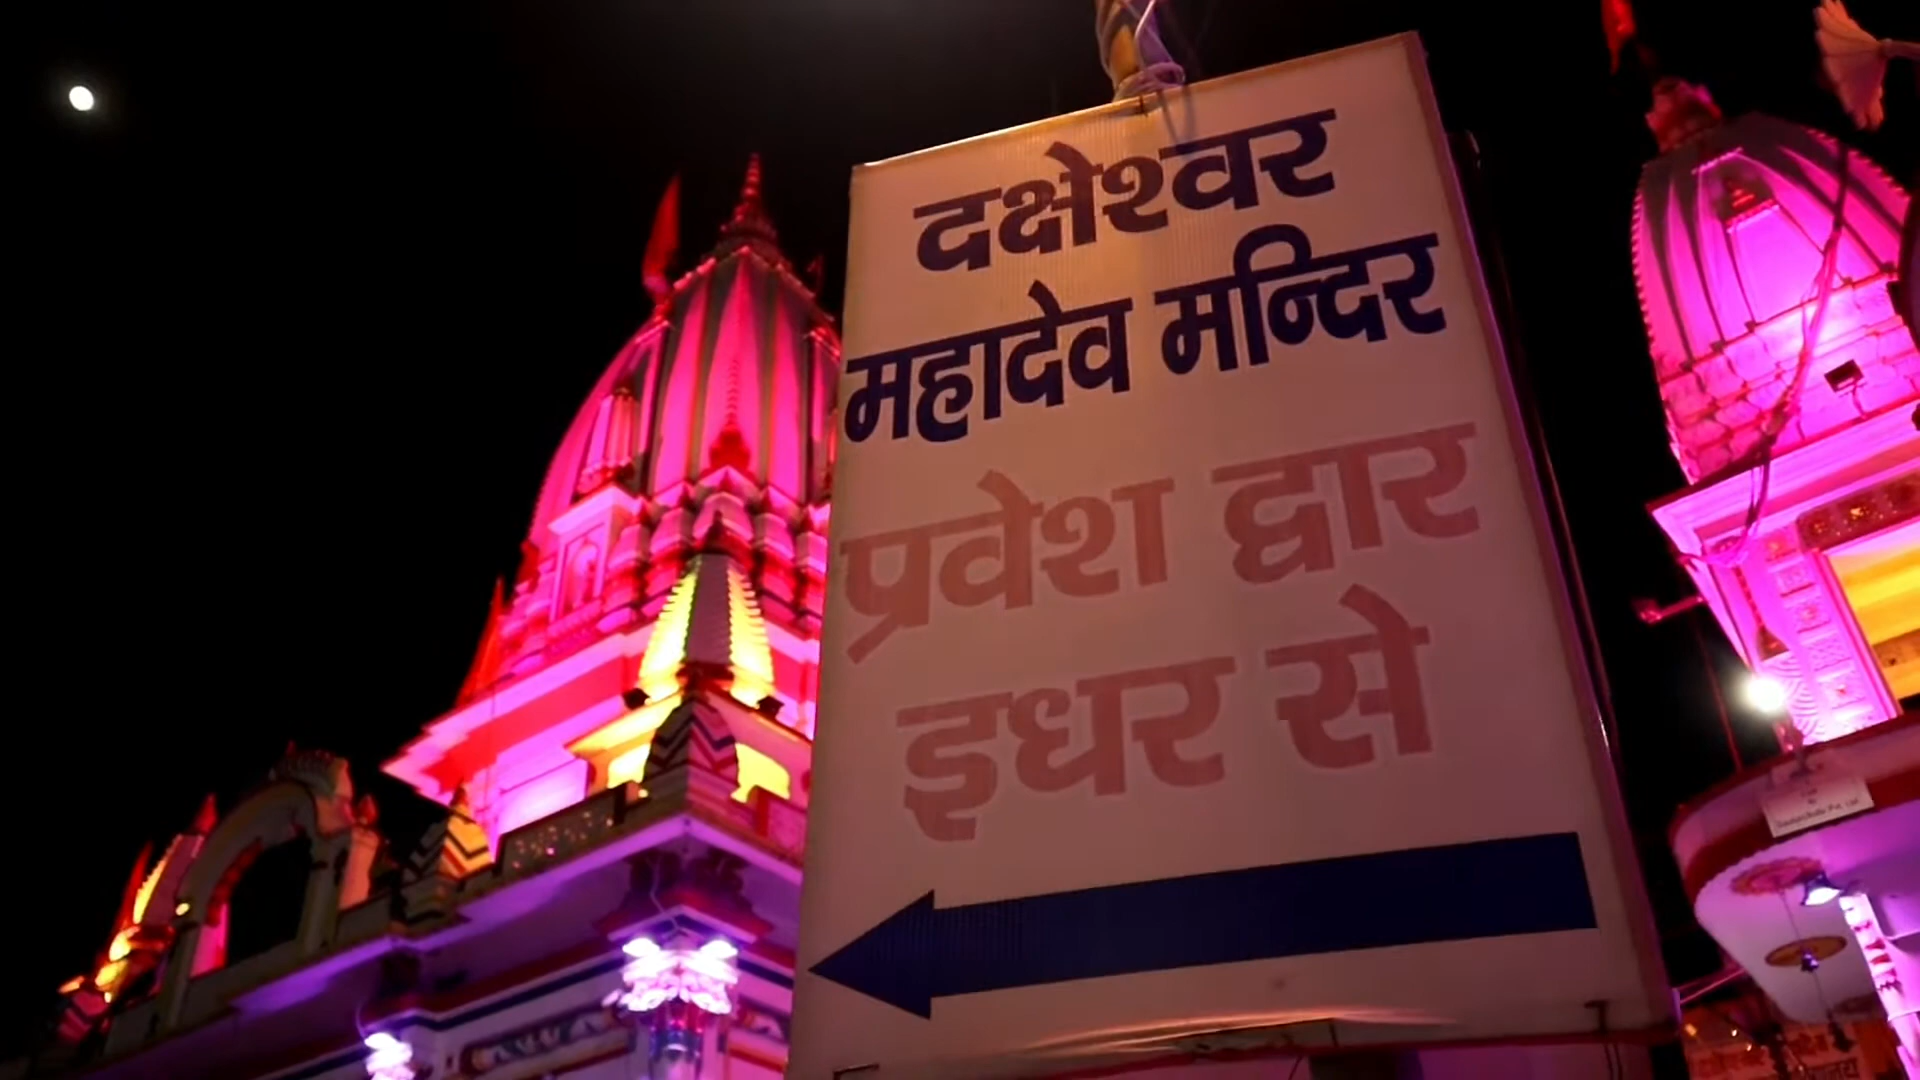 दक्षेश्वर
महादेव मन्दिर
प्रवेश द्वार
इधर से